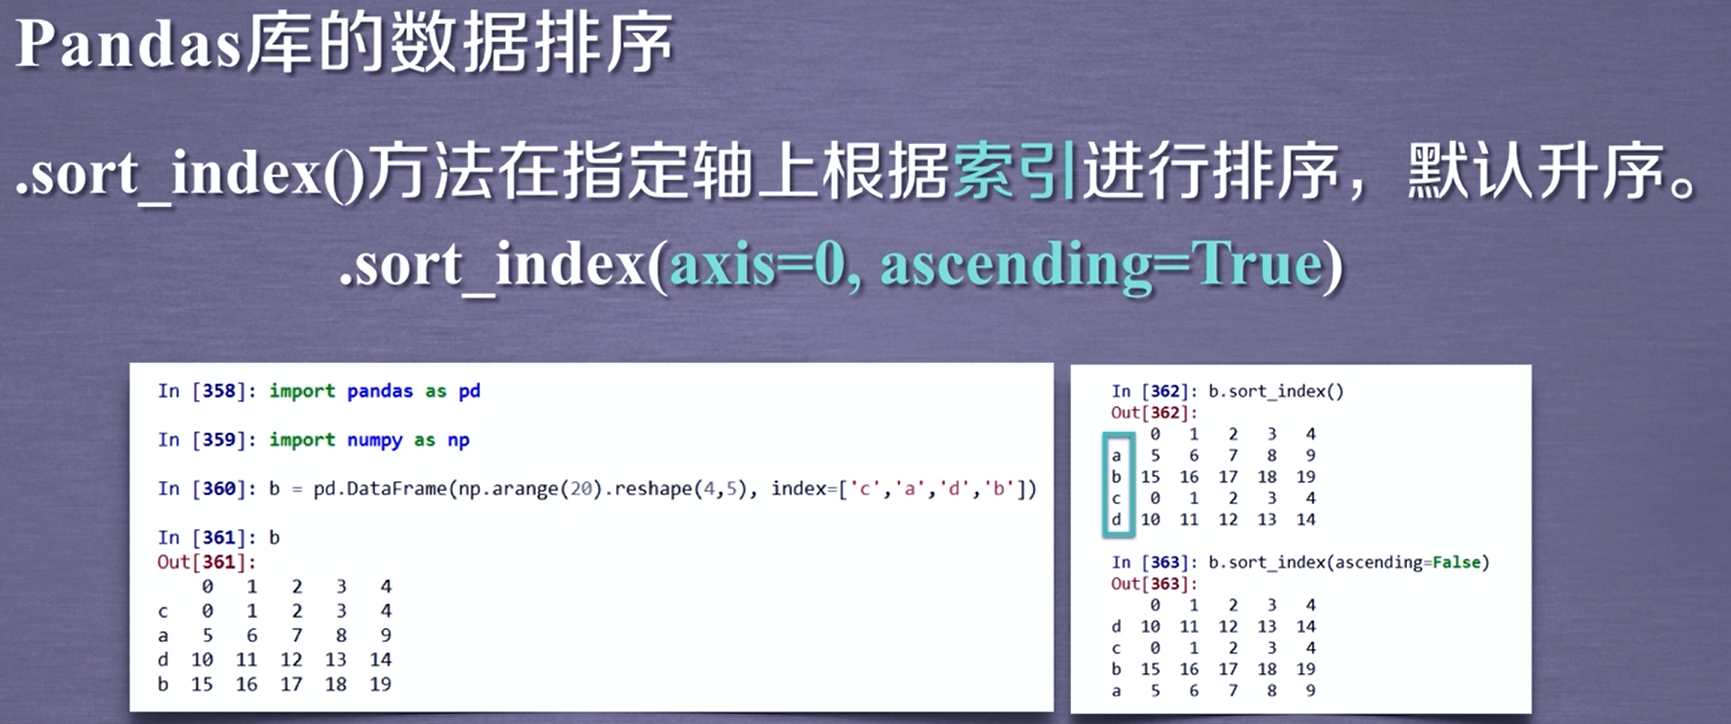 Pandas库的数据排序
.sort_index()方法在指定轴上根据索引进行排序，默认升序。
.sort_index(axis=0, ascending=True)
In [358]: import pandas as pd
In [359]: import numpy as np
In [360]: b = pd.DataFrame(np.arange(20).reshape(4,5), index=['c','a','d','b'])
In [361]: b
Out[361]:
0 1 2 3 4
c 0 1 2 3 4
a 5 6 7 8 9
d 10 11 12 13 14
b 15 16 17 18 19
In [362]: b.sort_index()
Out[362]:
0 1 2 3 4
a 5 6 7 8 9
b 15 16 17 18 19
c 0 1 2 3 4
d 10 11 12 13 14
In [363]: b.sort_index(ascending=False)
Out[363]:
0 1 2 3 4
d 10 11 12 13 14
c 0 1 2 3 4
b 15 16 17 18 19
a 5 6 7 8 9